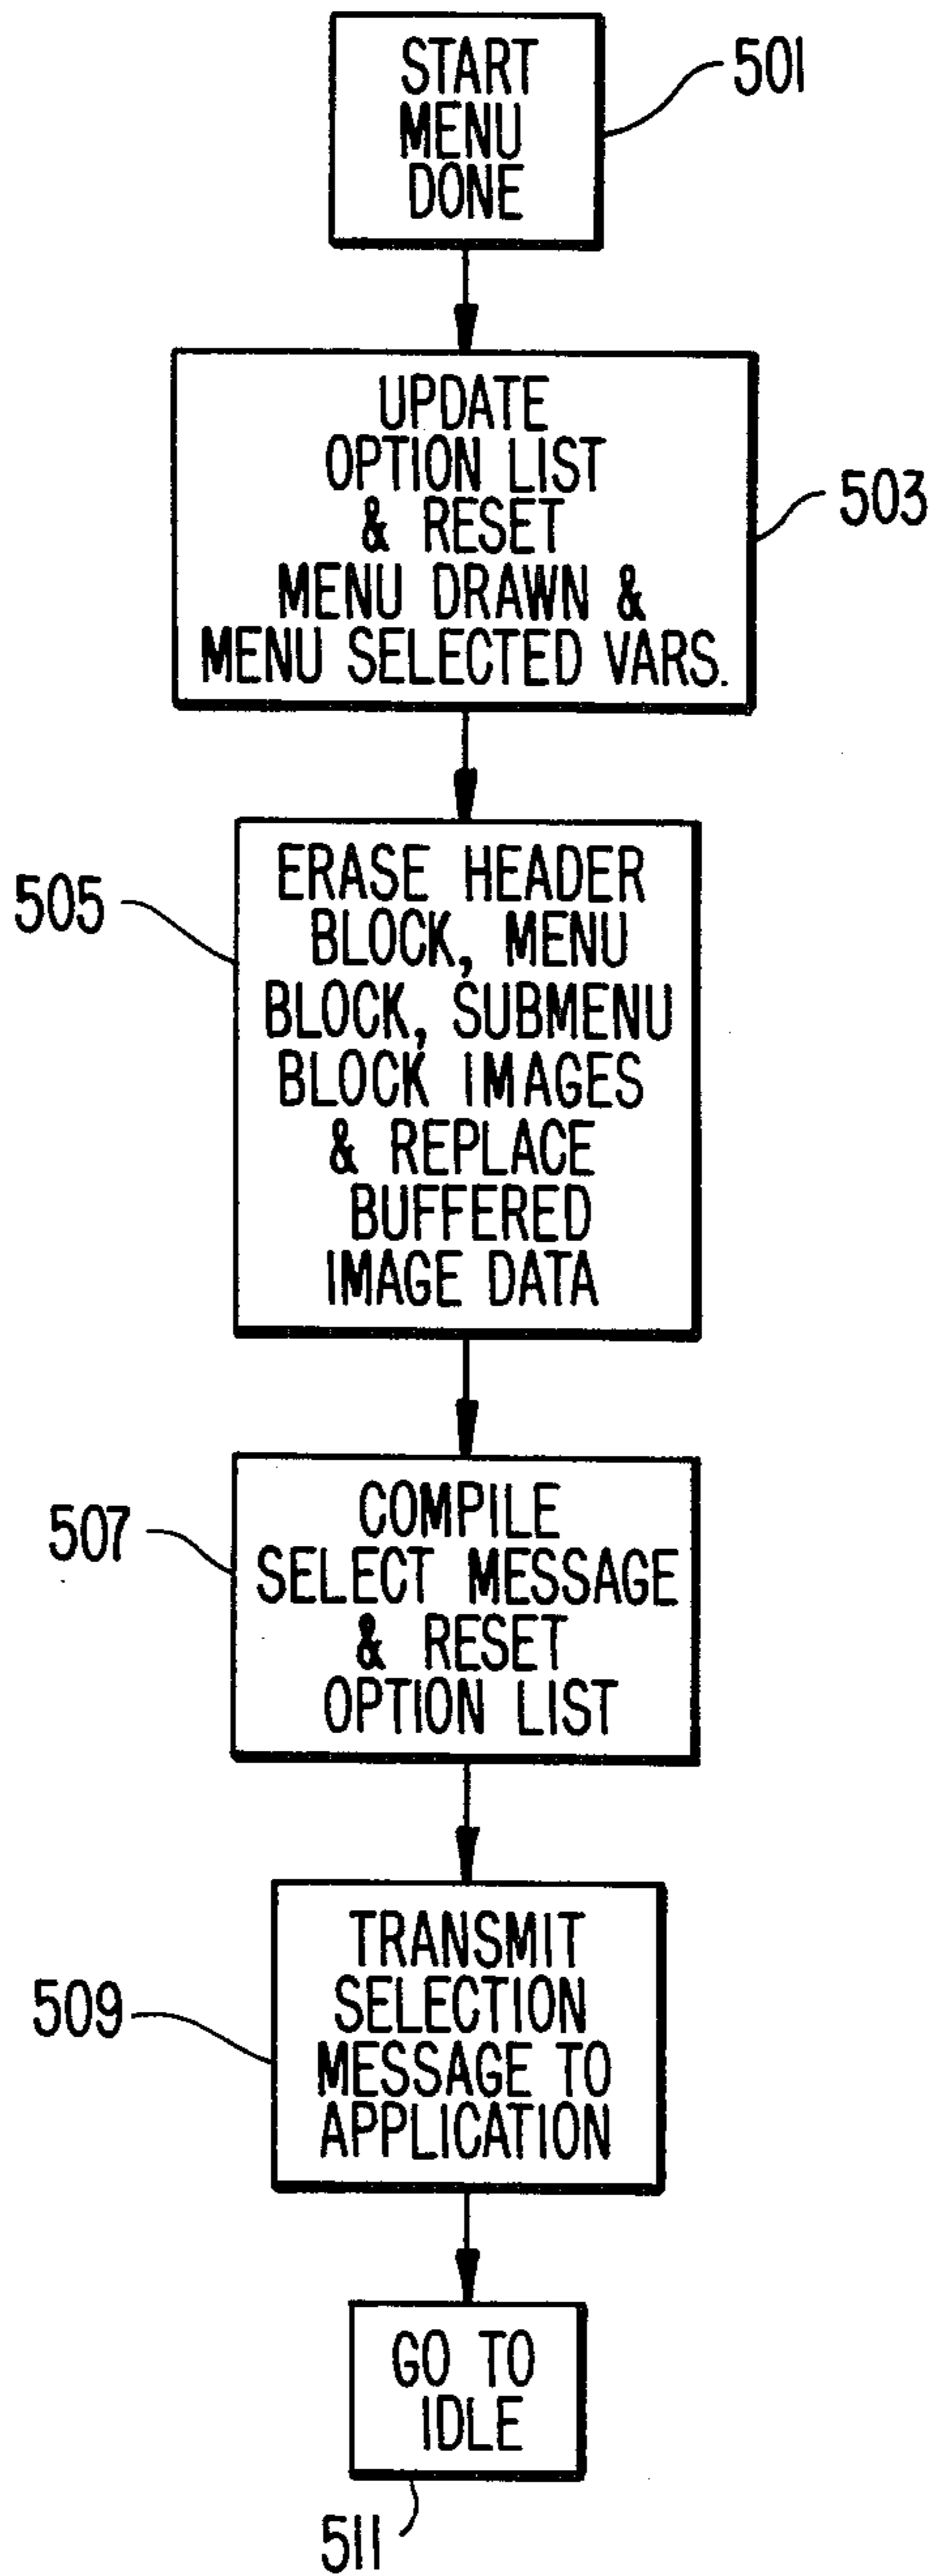 START
MENU
DONE
501
UPDATE
OPTION LIST
& RESET
MENU DRAWN &
MENU SELECTED VARS.
503
505
ERASE HEADER
BLOCK, MENU
BLOCK, SUBMENU
BLOCK IMAGES
& REPLACE
BUFFERED
IMAGE DATA
507
COMPILE
SELECT MESSAGE
& RESET
OPTION LIST
509
TRANSMIT
SELECTION
MESSAGE TO
APPLICATION
GO TO
IDLE
511